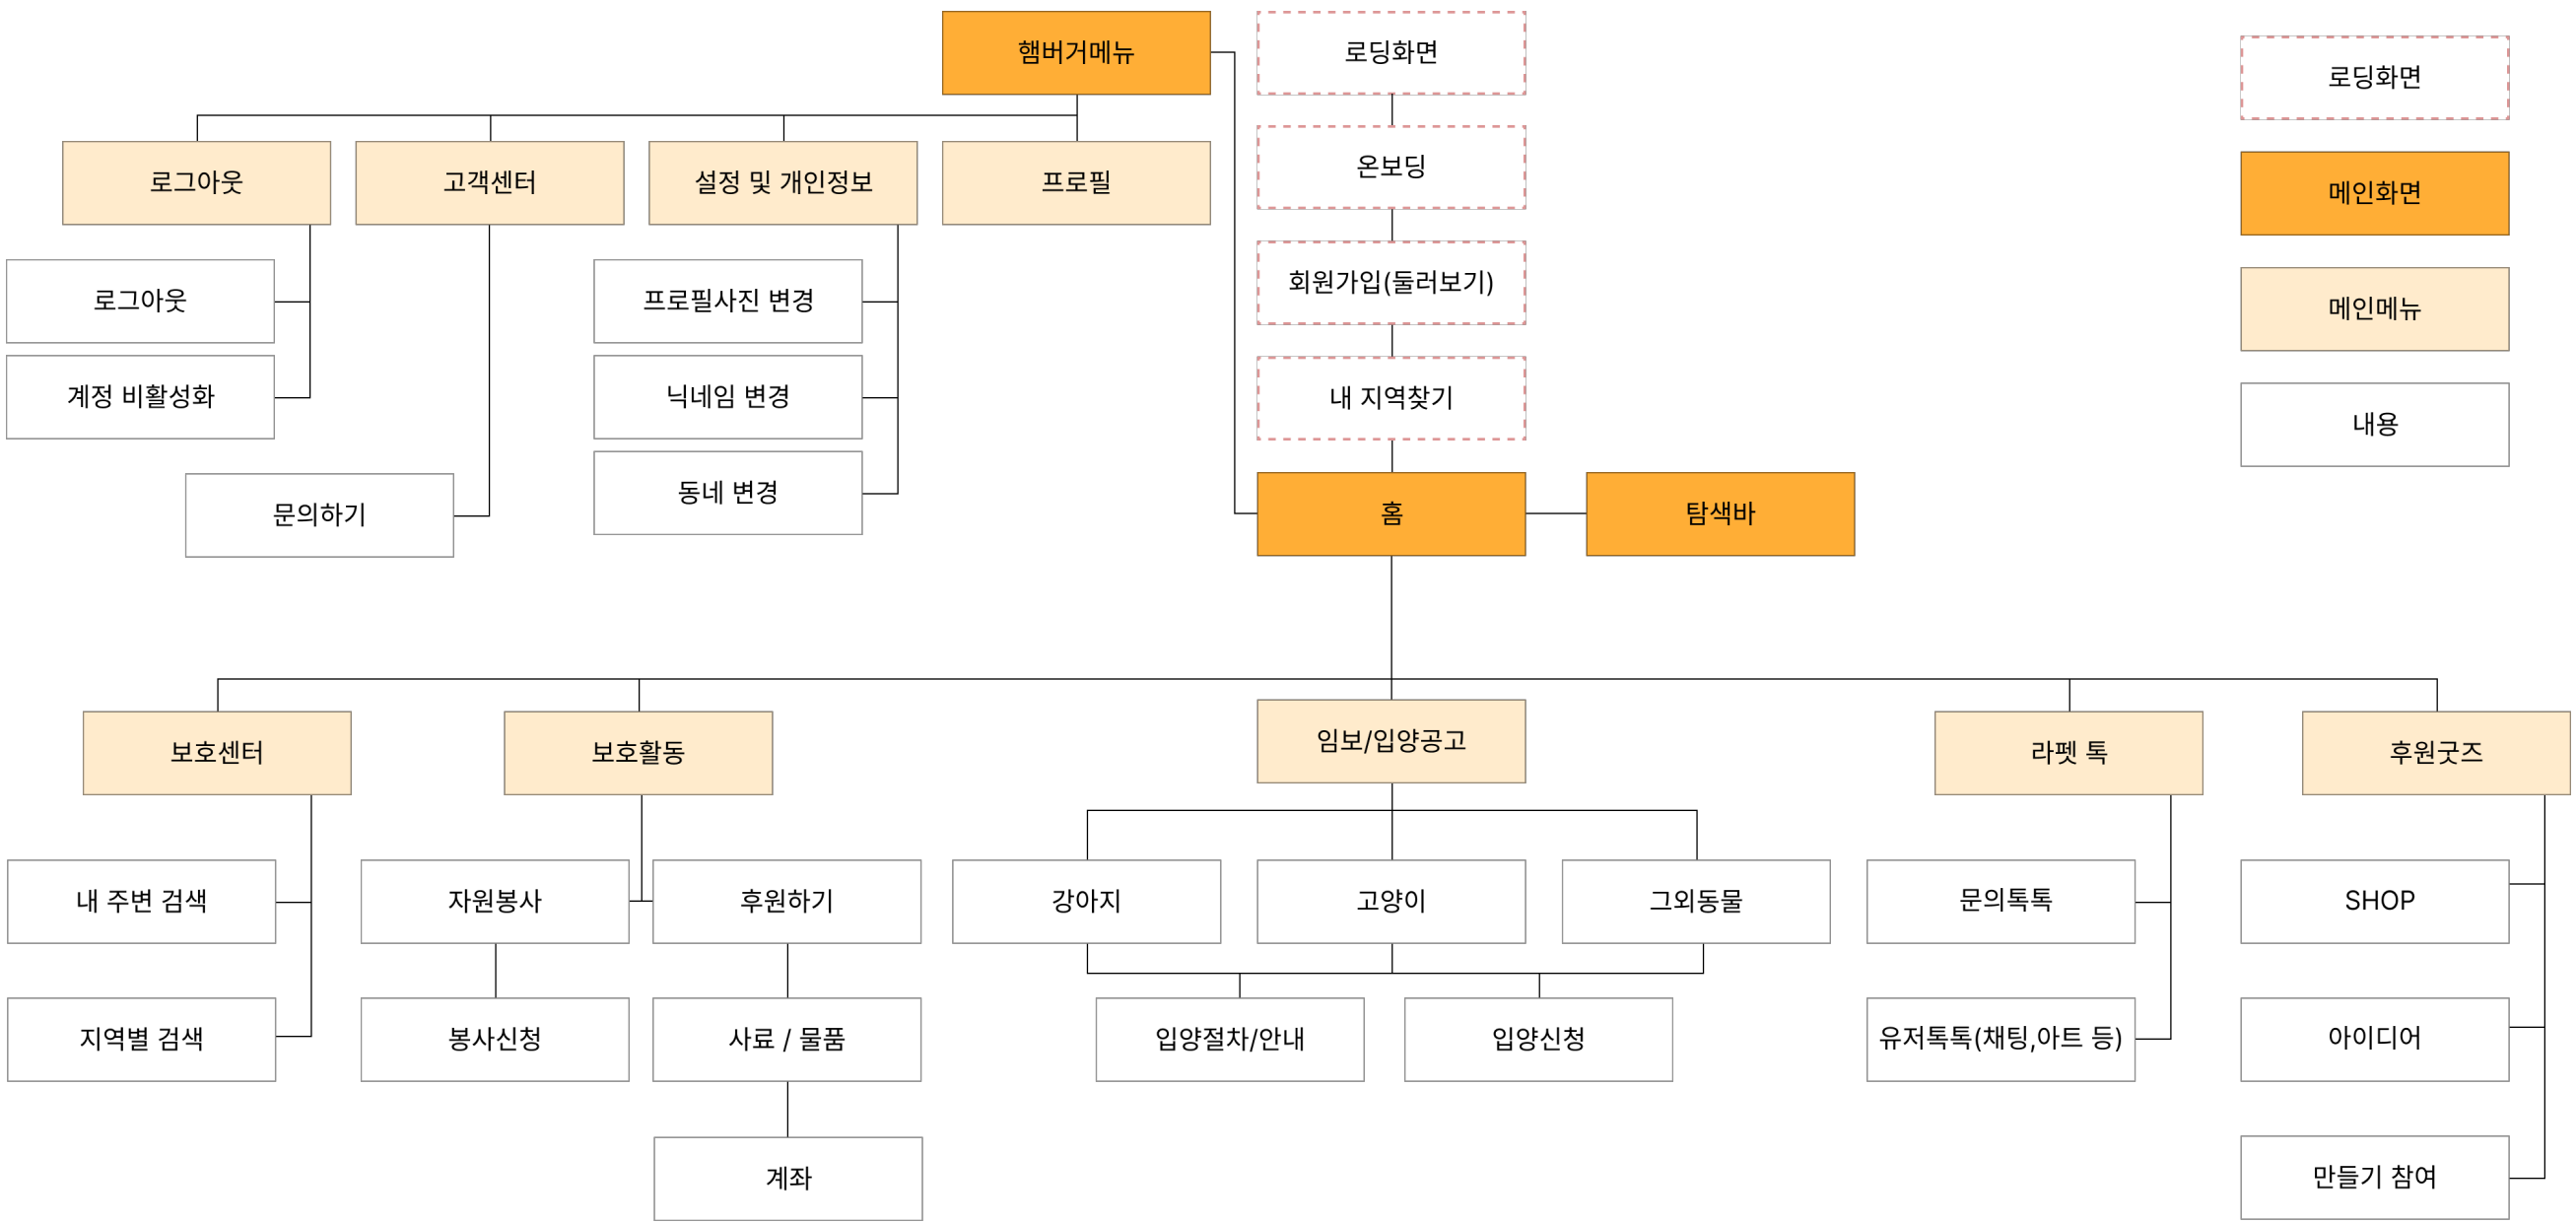 햄버거메뉴
로딩화면
로딩화면
온보딩
메인화면
로그아웃
고객센터
설정 및 개인정보
프로필
회원가입(둘러보기)
메인메뉴
로그아웃
프로필사진 변경
계정 비활성화
닉네임 변경
내 지역찾기
내용
동네 변경
문의하기
홈
탐색바
보호센터
보호활동
임보/입양공고
라펫 톡
후원굿즈
내 주변 검색
자원봉사
후원하기
강아지
고양이
그외동물
문의톡톡
SHOP
지역별 검색
봉사신청
사료 / 물품
입양절차/안내
입양신청
유저톡톡(채팅,아트 등)
아이디어
계좌
만들기 참여